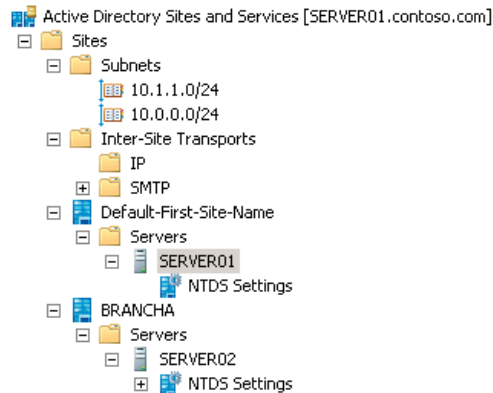 Active Directory Sites and Services [SERVER01.contoso.com]
Sites
Subnets
10.1.1.0/24
10.0.0.0/24
Inter-Site Transports
IP
SMTP
Default-First-Site-Name
Servers
SERVER01
NTDS Settings
BRANCHA
Servers
SERVER02
NTDS Settings